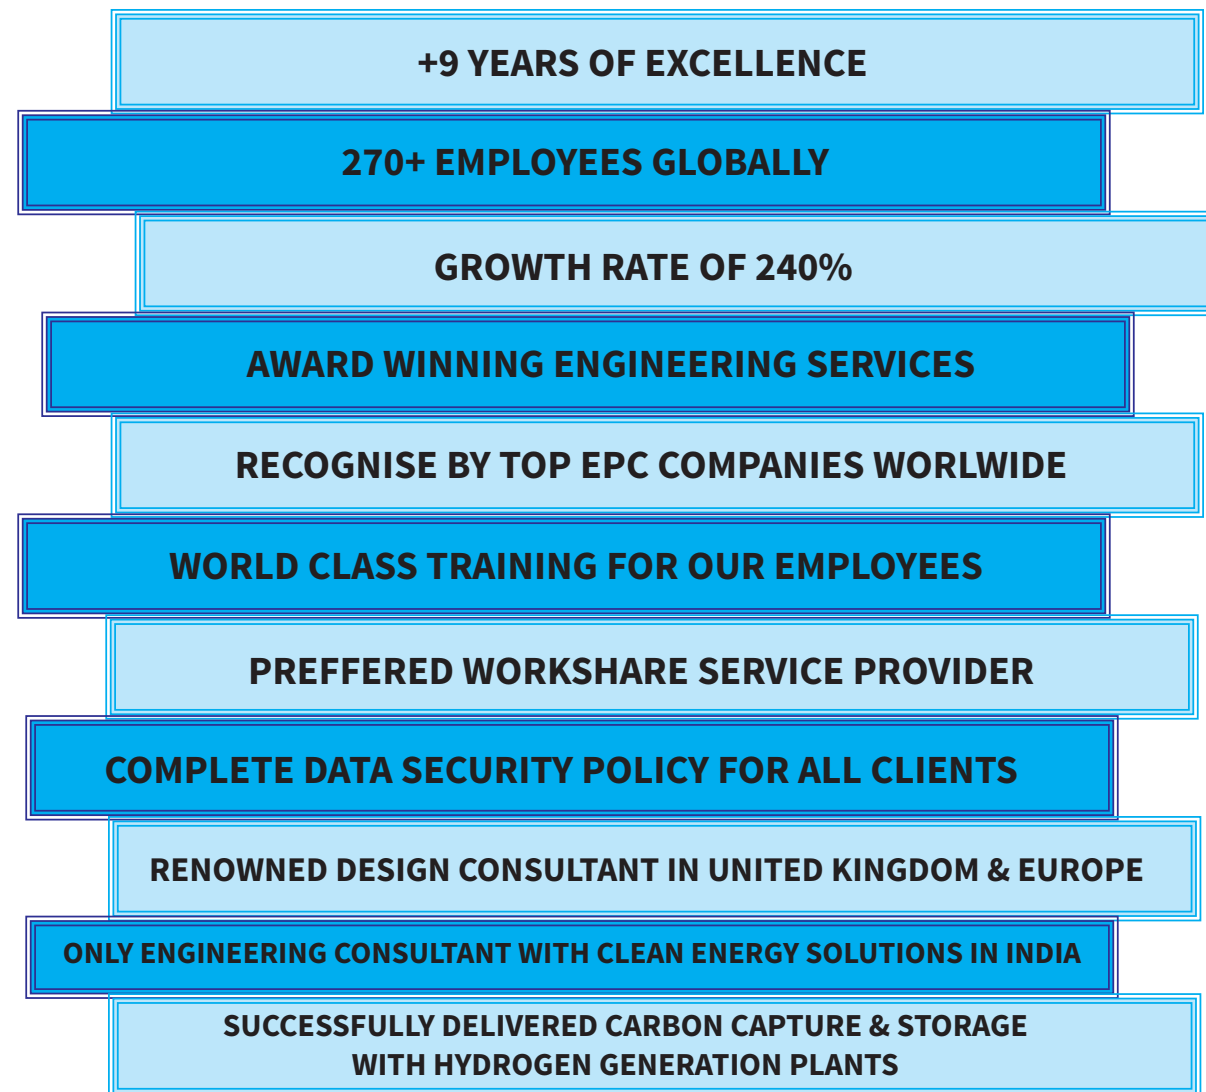 +9 YEARS OF EXCELLENCE
270+ EMPLOYEES GLOBALLY
GROWTH RATE OF 240%
AWARD WINNING ENGINEERING SERVICES
RECOGNISE BY TOP EPC COMPANIES WORLWIDE
WORLD CLASS TRAINING FOR OUR EMPLOYEES
PREFFERED WORKSHARE SERVICE PROVIDER
COMPLETE DATA SECURITY POLICY FOR ALL CLIENTS
RENOWNED DESIGN CONSULTANT IN UNITED KINGDOM & EUROPE
ONLY ENGINEERING CONSULTANT WITH CLEAN ENERGY SOLUTIONS IN INDIA
SUCCESSFULLY DELIVERED CARBON CAPTURE & STORAGE
WITH HYDROGEN GENERATION PLANTS